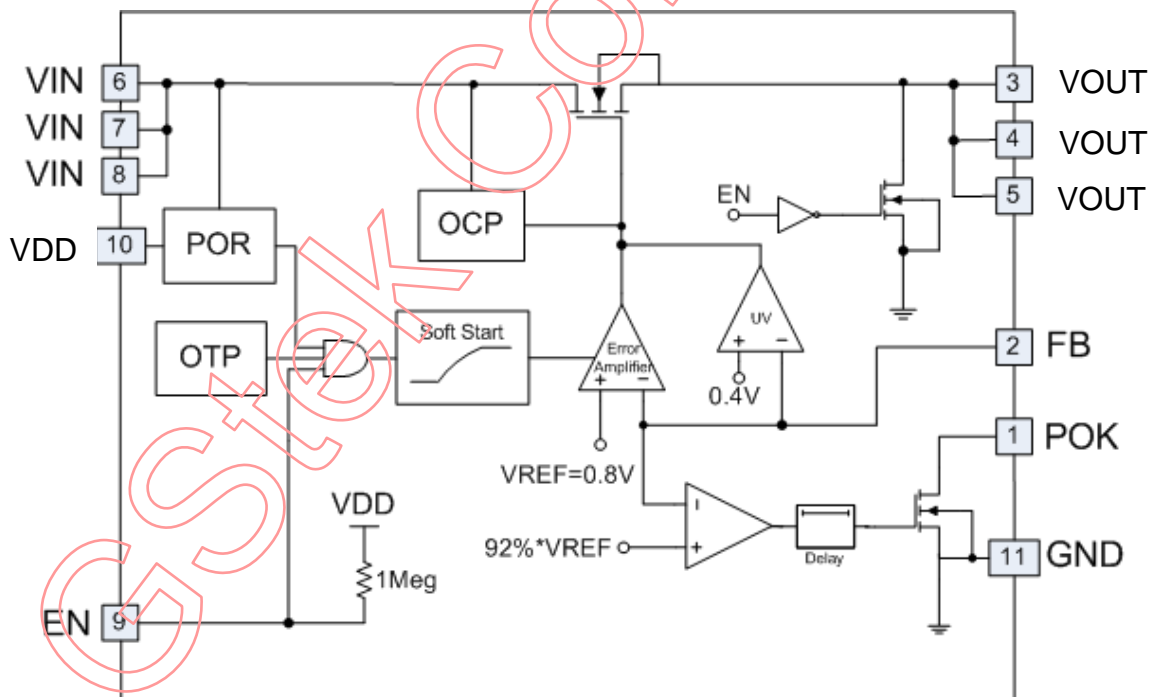 VIN 6
VIN 7
VIN 8
VDD 10
POR
OTP
OCP
Soft Start
Error Amplifier
+ −
VREF=0.8V
UV
+ −
0.4V
EN
3 VOUT
4 VOUT
5 VOUT
2 FB
1 POK
11 GND
92%*VREF
+
Delay
VDD
1Meg
EN 9
GStek Co